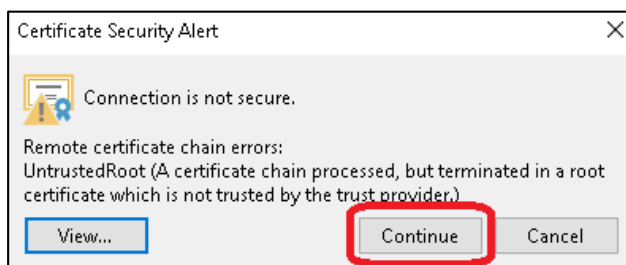 Certificate Security Alert
Connection is not secure.
Remote certificate chain errors:
UntrustedRoot (A certificate chain processed, but terminated in a root
certificate which is not trusted by the trust provider.)
View... Continue Cancel